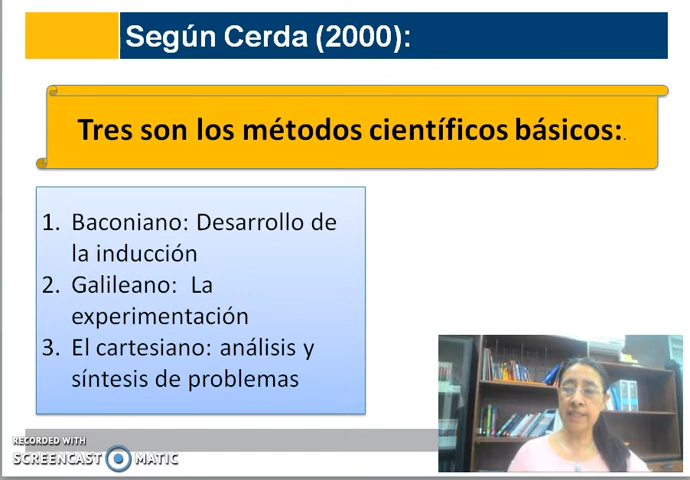 Según Cerda (2000):
Tres son los métodos científicos básicos:.
1. Baconiano: Desarrollo de
la inducción
2. Galileano: La
experimentación
3. El cartesiano: análisis y
síntesis de problemas
RECORDED WITH
SCREENCAST MATIC